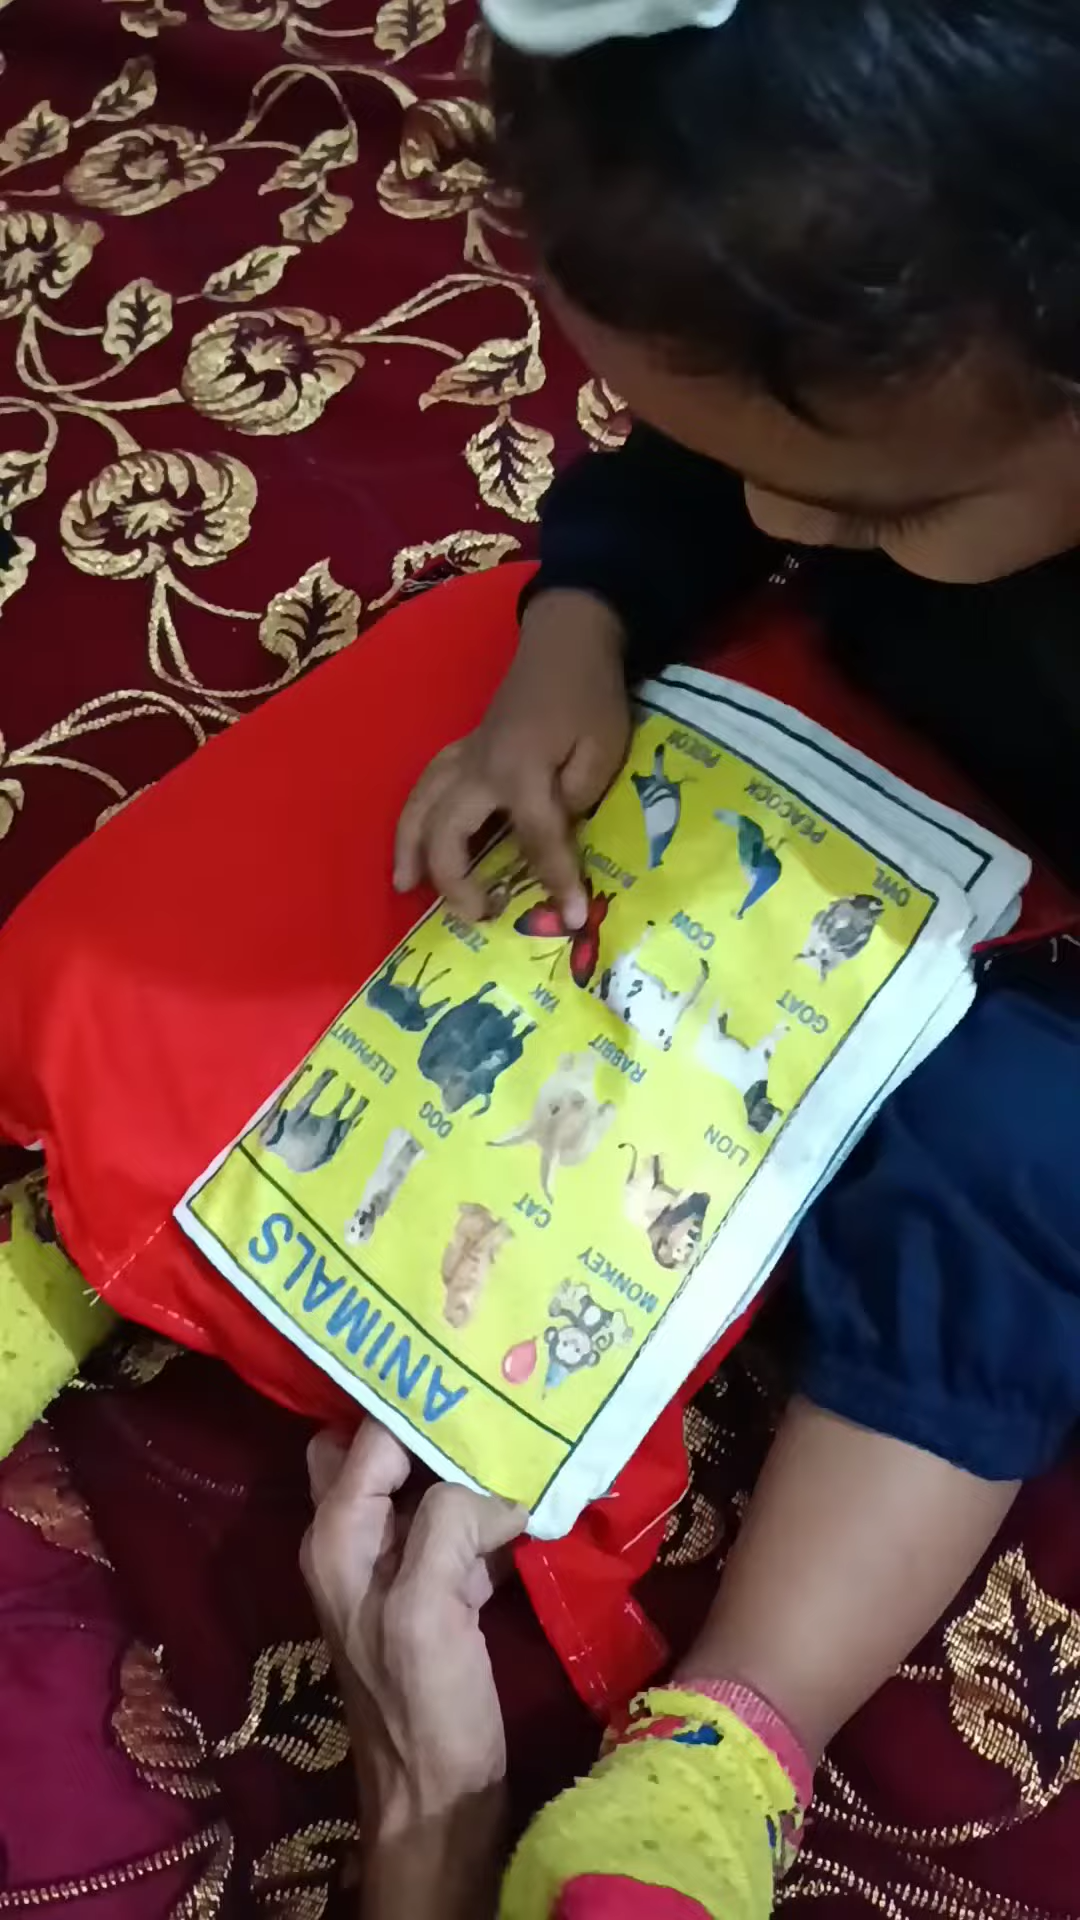 ANIMALS
MONKEY CAT DOG ELEPHANT
LION RABBIT YAK ZEBRA
GOAT COW
OWL PEACOCK PIGEON